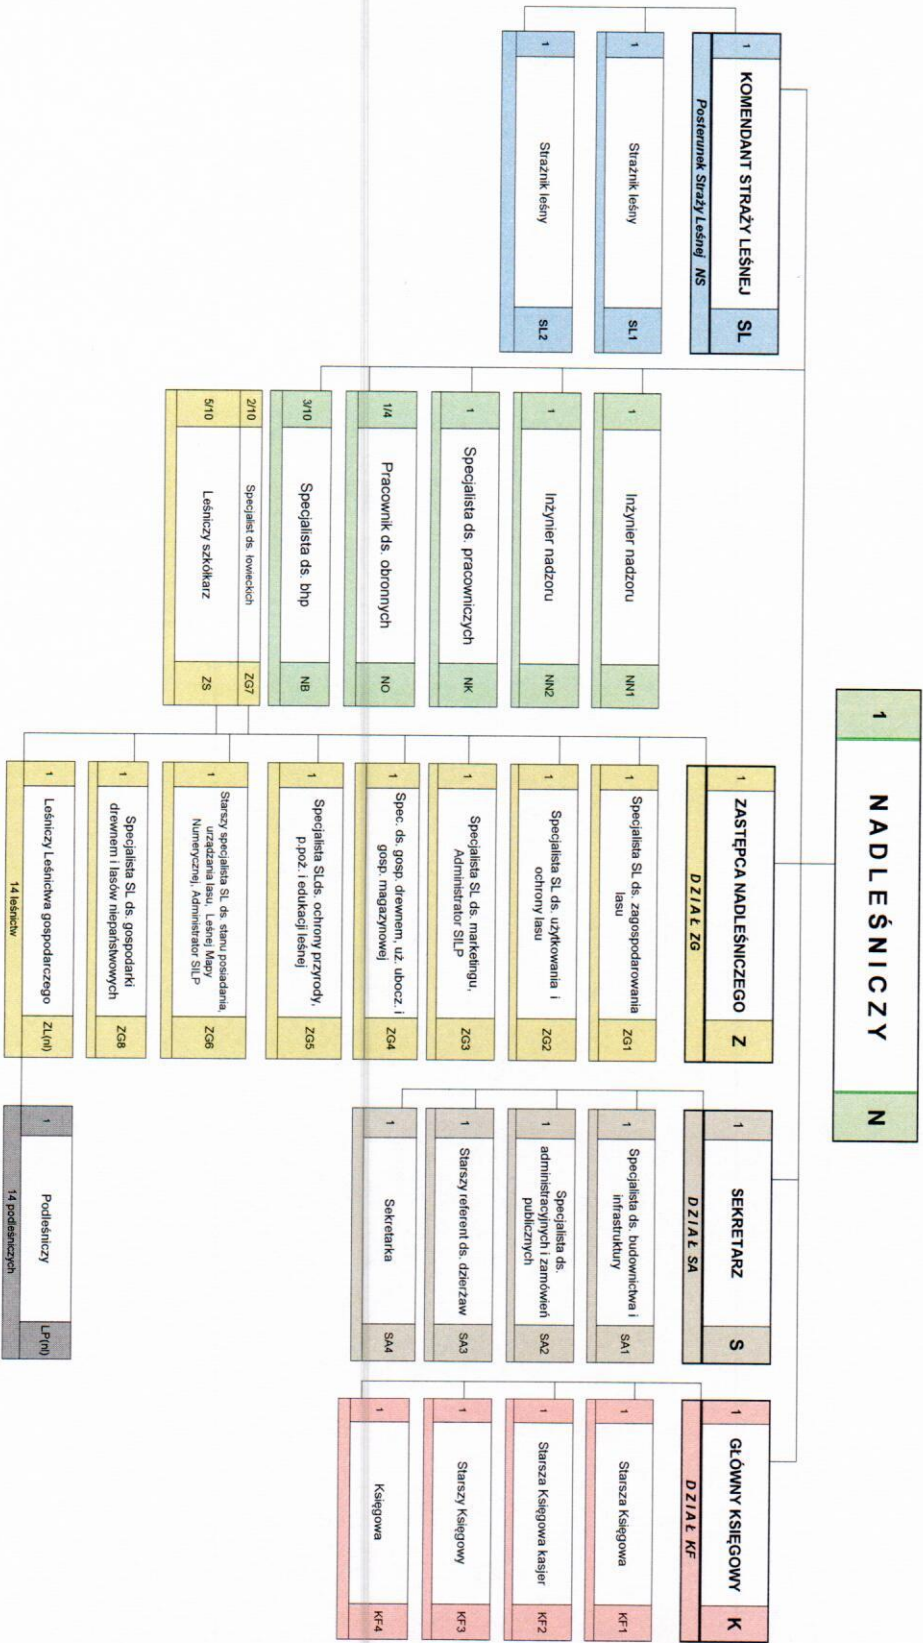 1 NADLEŚNICZY N
1 KOMENDANT STRAŻY LEŚNEJ SL
Posterunek Straży Leśnej NS
1 Strażnik leśny SL1
1 Strażnik leśny SL2
1 Inżynier nadzoru NN1
1 Inżynier nadzoru NN2
1 Specjalista ds. pracowniczych NK
1/4 Pracownik ds. obronnych NO
3/10 Specjalista ds. bhp NB
2/10 Specjalist ds. łowieckich ZG7
5/10 Leśniczy szkółkarz ZS
1 ZASTĘPCA NADLEŚNICZEGO Z
DZIAŁ ZG
1 Specjalista SL ds. zagospodarowania
lasu ZG1
1 Specjalista SL ds. użytkowania i
ochrony lasu ZG2
1 Specjalista SL ds. marketingu,
Administrator SILP ZG3
1 Spec. ds. gosp. drewnem, uż. ubocz. i
gosp. magazynowej ZG4
1 Specjalista SLds. ochrony przyrody,
p.poż. i edukacji leśnej ZG5
1 Starszy specjalista SL ds. stanu posiadania,
urządzania lasu, Leśnej Mapy
Numerycznej, Administrator SILP ZG6
1 Specjalista SL ds. gospodarki
drewnem i lasów niepaństwowych ZG8
1 Leśniczy Leśnictwa gospodarczego ZL(nl)
14 leśnictw
1 Podleśniczy LP(nl)
14 podleśniczych
1 SEKRETARZ S
DZIAŁ SA
1 Specjalista ds. budownictwa i
infrastruktury SA1
1 Specjalista ds.
administracyjnych i zamówień
publicznych SA2
1 Starszy referent ds. dzierżaw SA3
1 Sekretarka SA4
1 GŁÓWNY KSIĘGOWY K
DZIAŁ KF
1 Starsza Księgowa KF1
1 Starsza Księgowa kasjer KF2
1 Starszy Księgowy KF3
1 Księgowa KF4